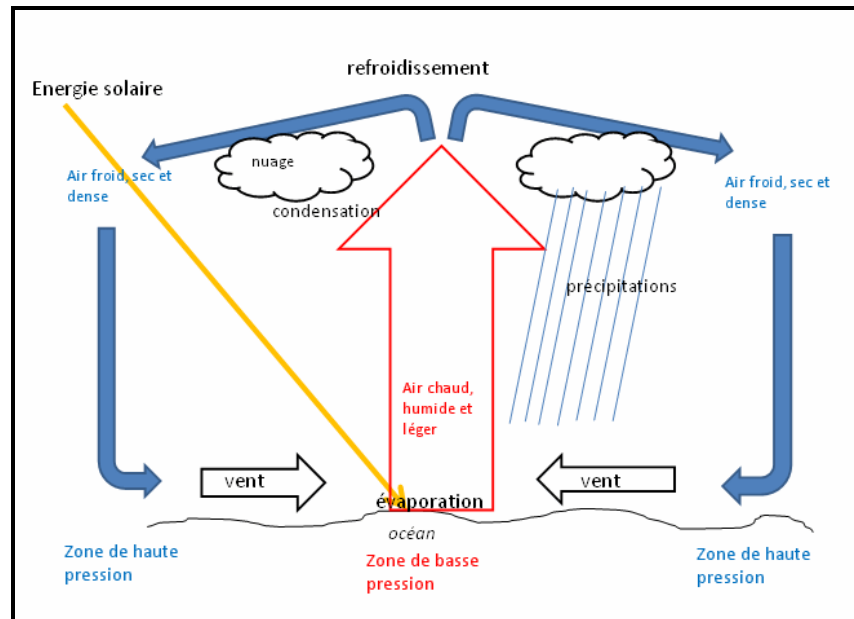 refroidissement
Energie solaire
nuage
Air froid, sec et
dense
condensation
Air froid, sec et
dense
précipitations
Air chaud,
humide et
léger
vent
vent
évaporation
océan
Zone de haute
pression
Zone de basse
pression
Zone de haute
pression